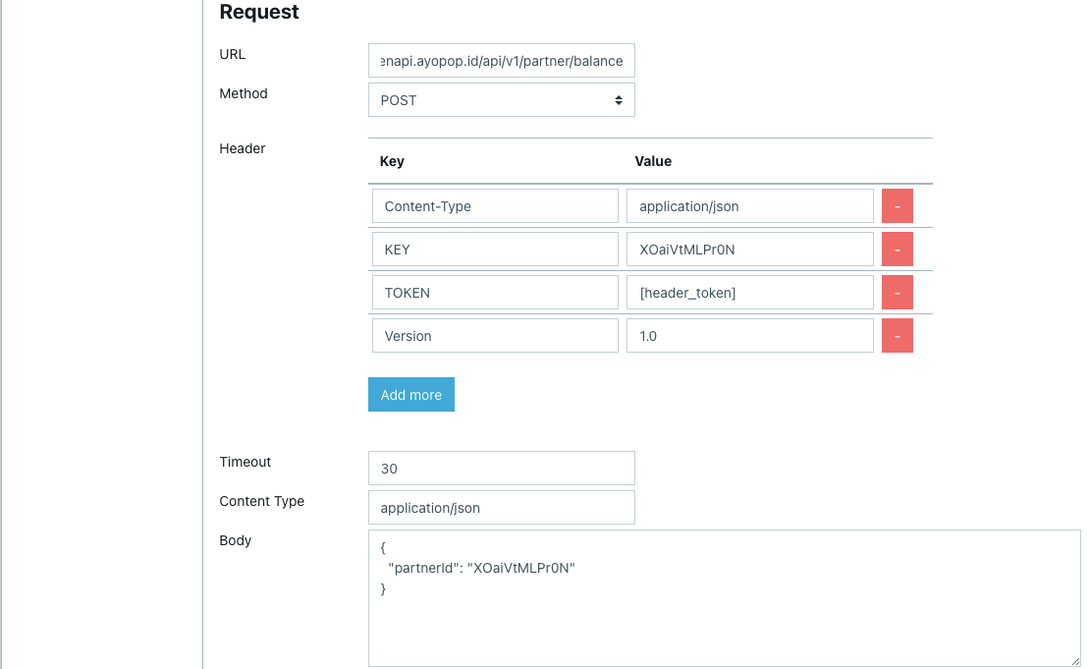 Request
URL
enapi.ayopop.id/api/v1/partner/balance
Method
POST
Header
Key Value
Content-Type application/json -
KEY XOaiVtMLPr0N -
TOKEN [header_token] -
Version 1.0 -
Add more
Timeout
30
Content Type
application/json
Body
{
"partnerId": "XOaiVtMLPr0N"
}